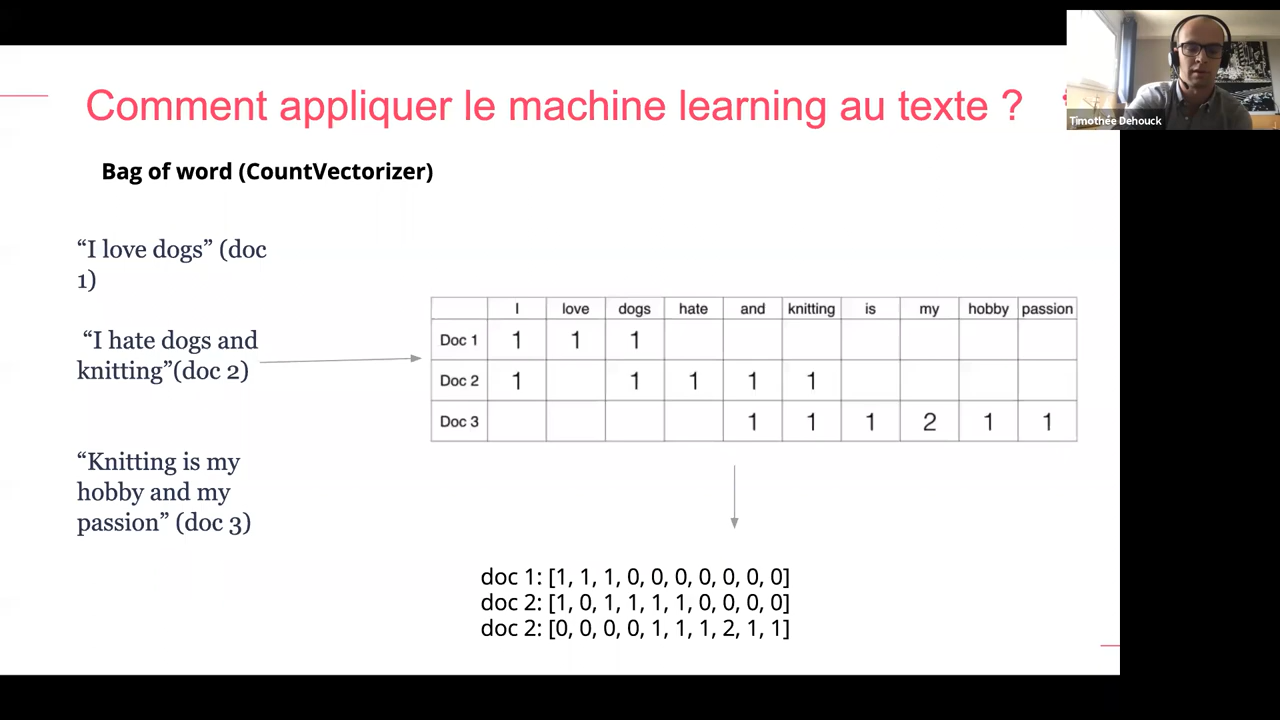 Comment appliquer le machine learning au texte ?
Timothée Dehouck
Bag of word (CountVectorizer)
“I love dogs” (doc
1)
“I hate dogs and
knitting”(doc 2)
“Knitting is my
hobby and my
passion” (doc 3)
I love dogs hate and knitting is my hobby passion
Doc 1 1 1 1
Doc 2 1 1 1 1 1
Doc 3 1 1 1 2 1 1
doc 1: [1, 1, 1, 0, 0, 0, 0, 0, 0, 0]
doc 2: [1, 0, 1, 1, 1, 1, 0, 0, 0, 0]
doc 2: [0, 0, 0, 0, 1, 1, 1, 2, 1, 1]